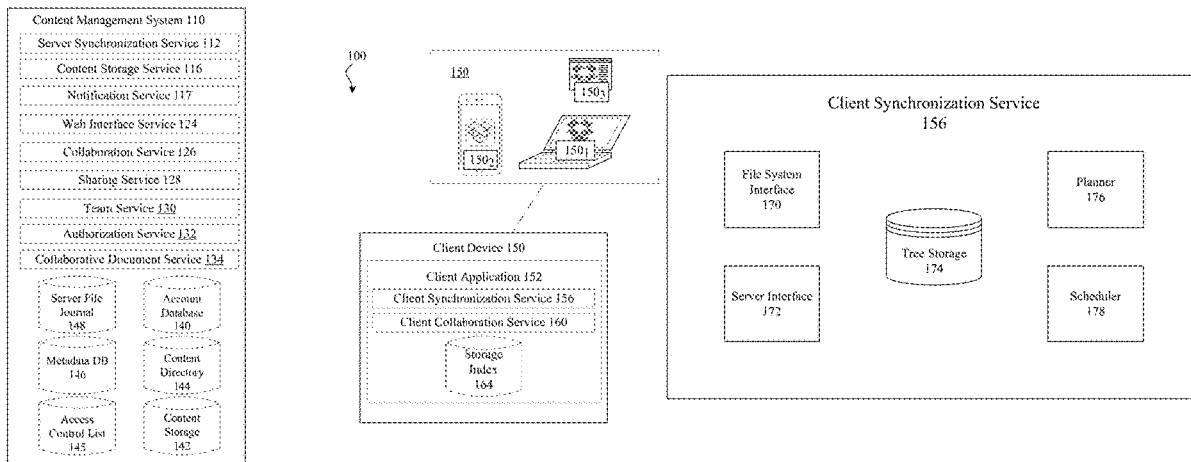 Content Management System 110
Server Synchronization Service 112
Content Storage Service 116
Notification Service 117
Web Interface Service 124
Collaboration Service 126
Sharing Service 128
Team Service 130
Authorization Service 132
Collaborative Document Service 134
Server File
Journal
148
Account
Database
140
Metadata DB
146
Content
Directory
144
Access
Control List
145
Content
Storage
142
100
150
150₃
150₂
150₁
Client Device 150
Client Application 152
Client Synchronization Service 156
Client Collaboration Service 160
Storage
Index
164
Client Synchronization Service
156
File System
Interface
170
Planner
176
Tree Storage
174
Server Interface
172
Scheduler
178